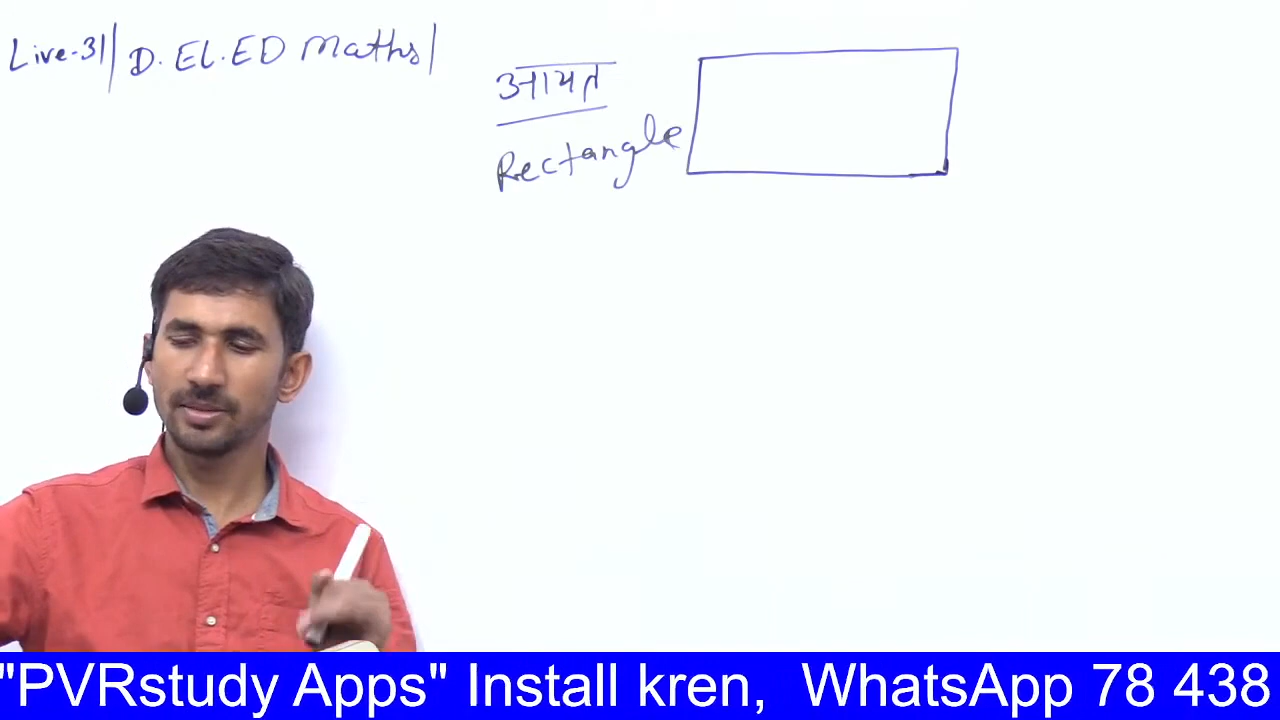 Live-31| D.El.ED Maths|
आयत
Rectangle
"PVRstudy Apps" Install kren, WhatsApp 78 438